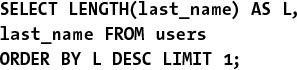 SELECT LENGTH(last_name) AS L,
last_name FROM users
ORDER BY L DESC LIMIT 1;